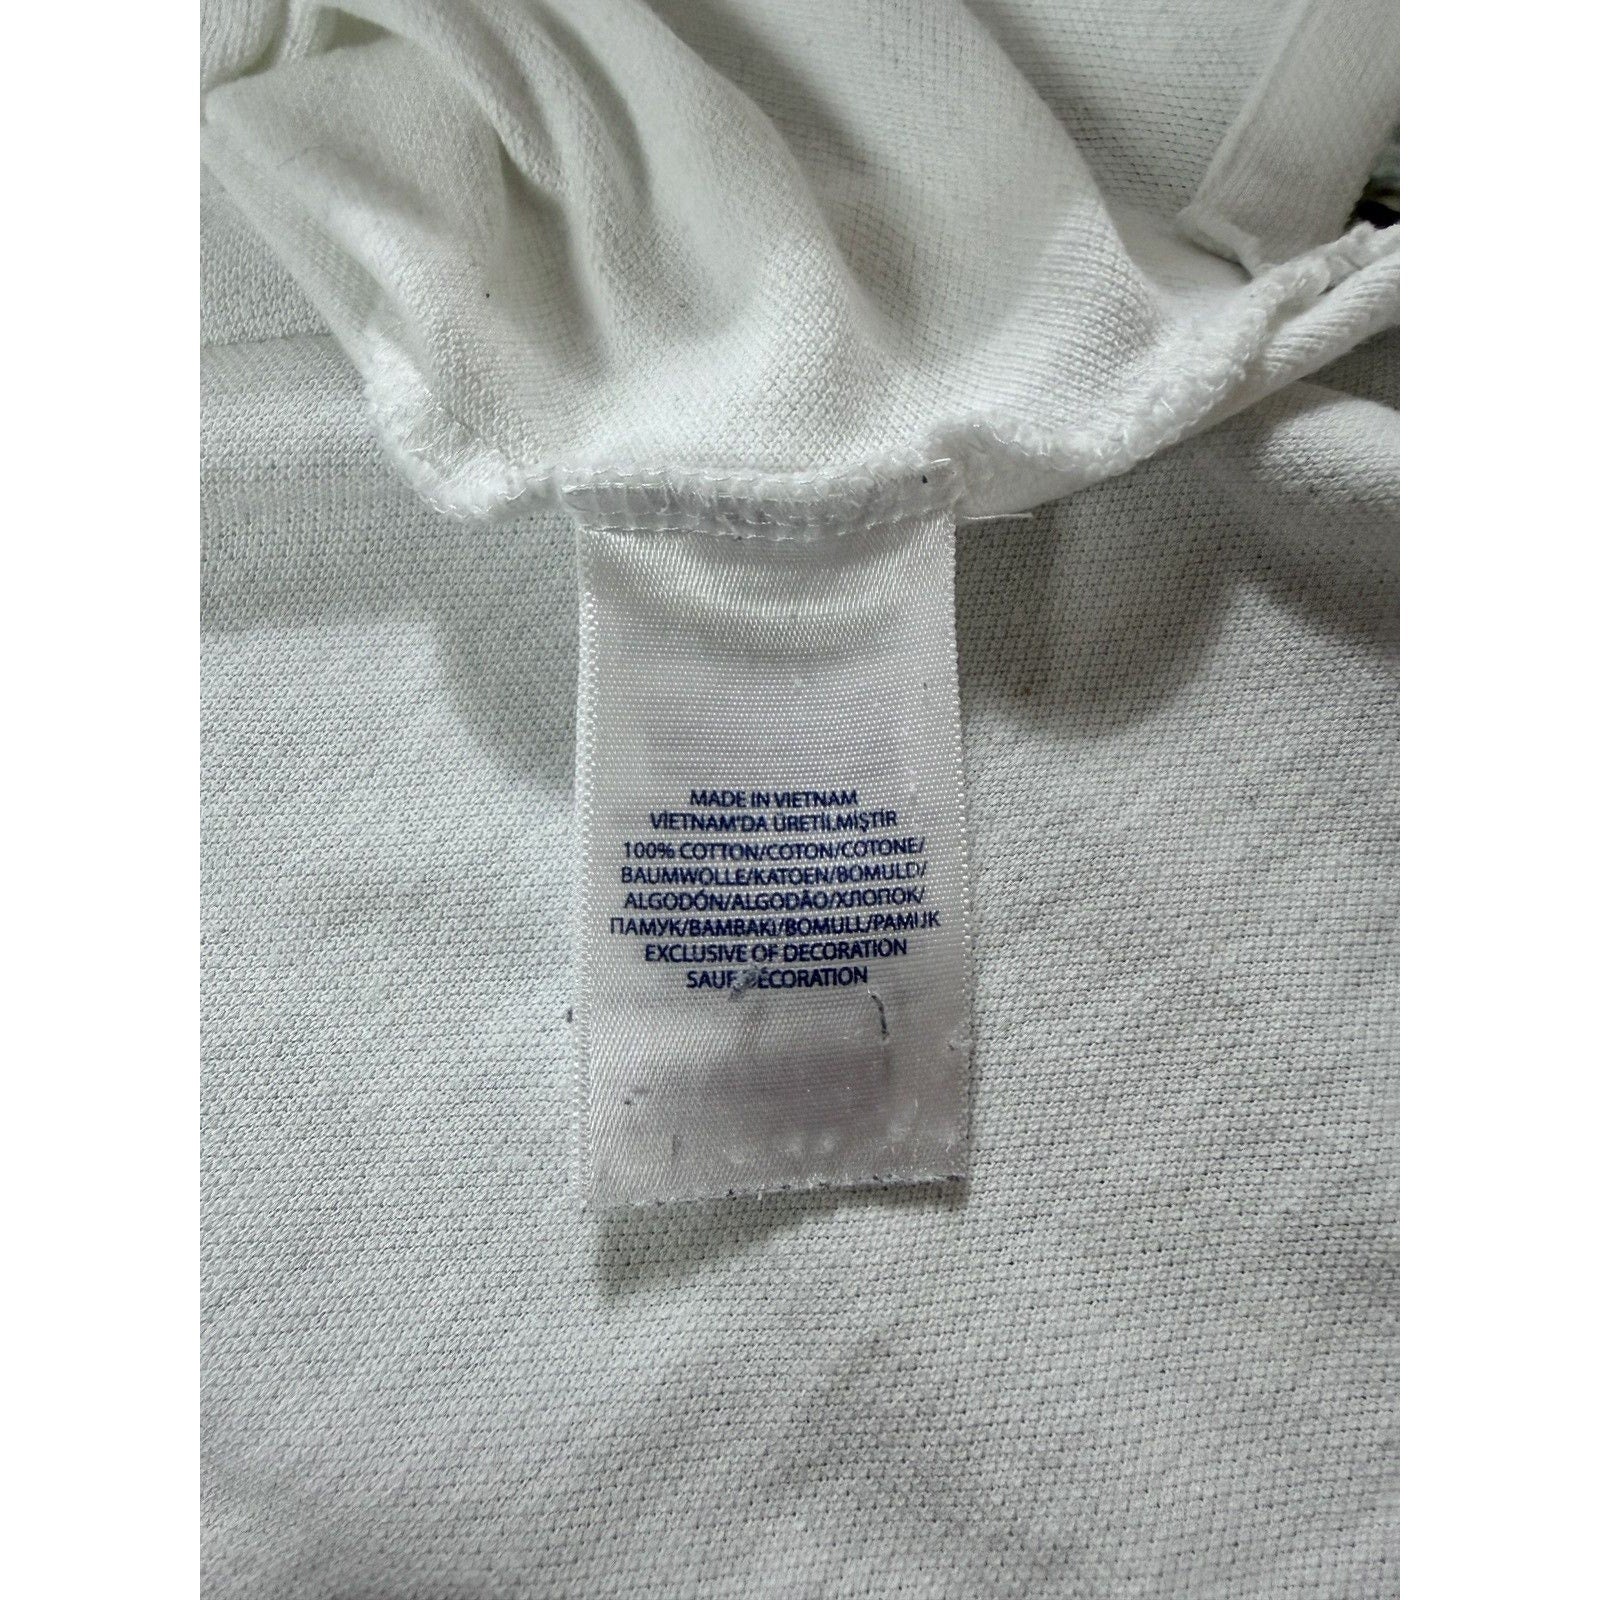 MADE IN VIETNAM
VİETNAM'DA ÜRETİLMİŞTİR
100% COTTON/COTON/COTONE/
BAUMWOLLE/KATOEN/BOMULD/
ALGODÓN/ALGODÃO/ХЛОПОК/
ПАМУК/BAMBAKI/BOMULL/PAMUK
EXCLUSIVE OF DECORATION
SAUF DÉCORATION